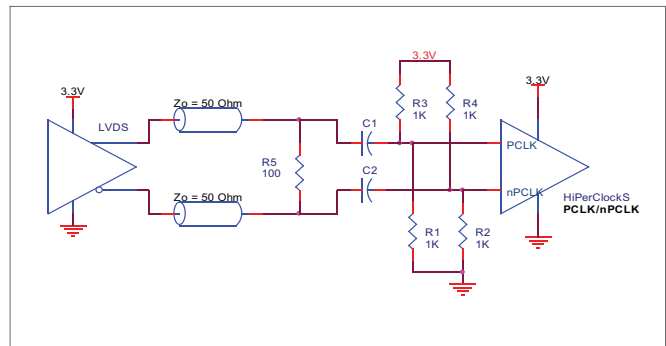 3.3V
3.3V
3.3V
Zo = 50 Ohm
LVDS
C1
R3
1K
R4
1K
PCLK
R5
100
C2
nPCLK
HiPerClockS
PCLK/nPCLK
Zo = 50 Ohm
R1
1K
R2
1K